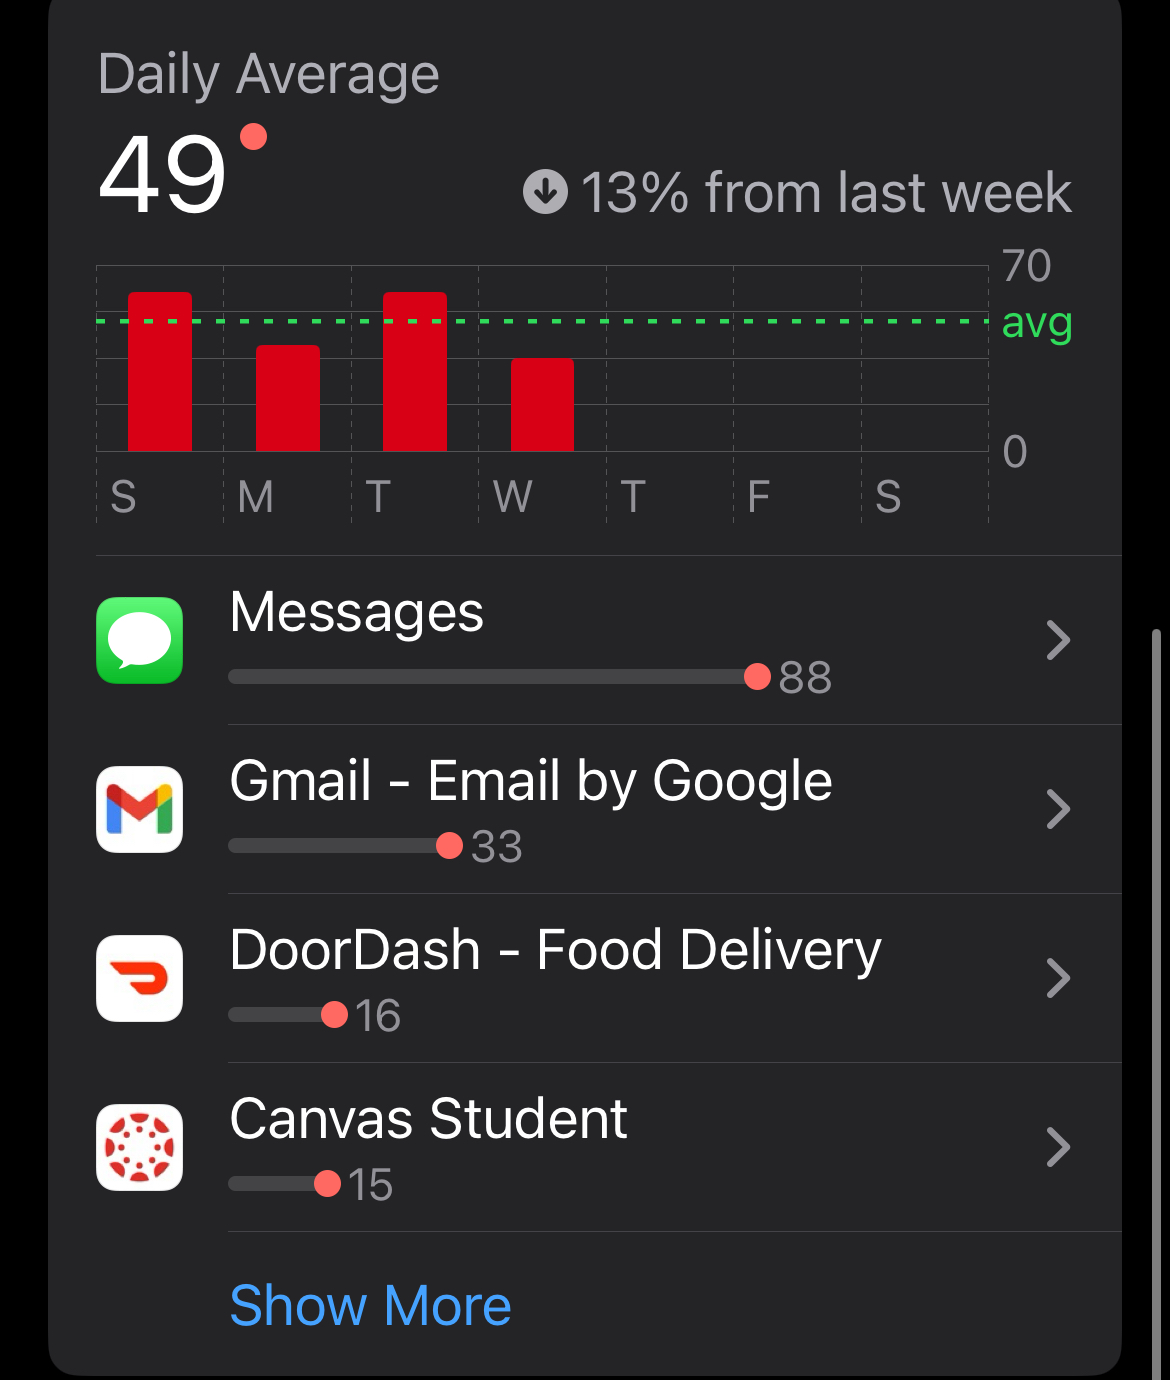 Daily Average
49
13% from last week
70
avg
0
S M T W T F S
Messages
88
Gmail - Email by Google
33
DoorDash - Food Delivery
16
Canvas Student
15
Show More